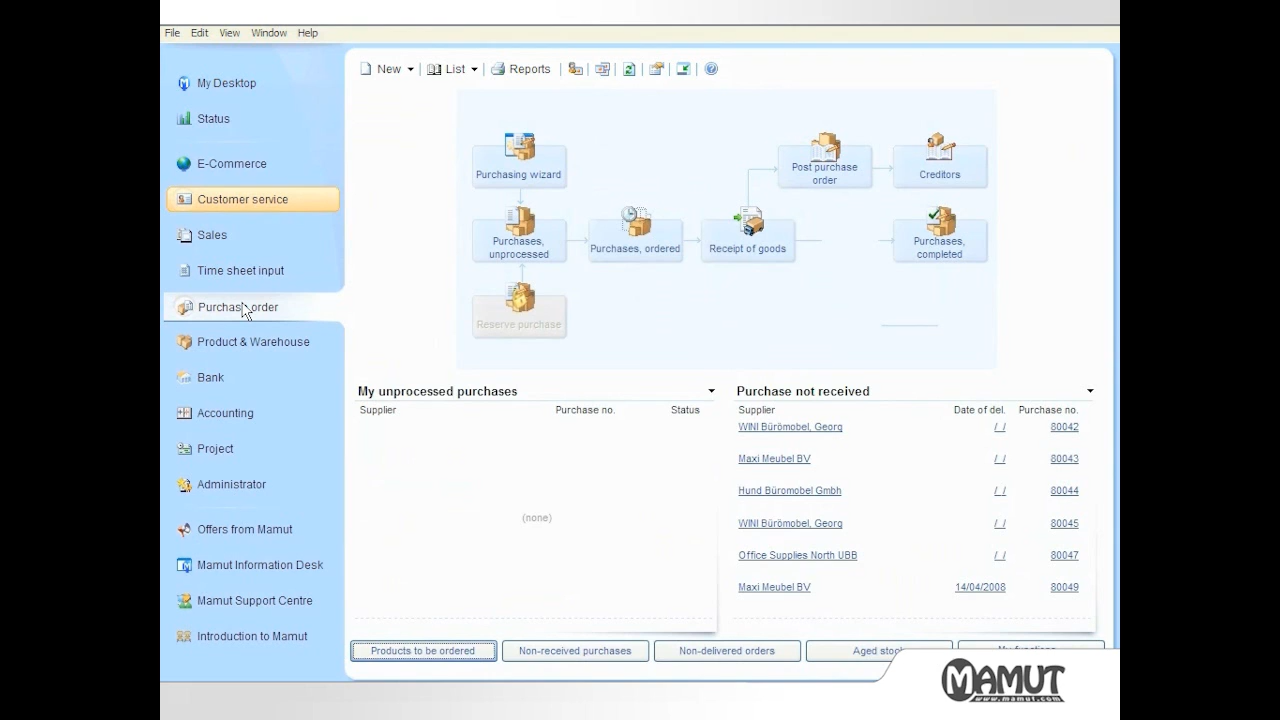 File Edit View Window Help
My Desktop
Status
E-Commerce
Customer service
Sales
Time sheet input
Purchase order
Product & Warehouse
Bank
Accounting
Project
Administrator
Offers from Mamut
Mamut Information Desk
Mamut Support Centre
Introduction to Mamut
New List Reports
Purchasing wizard
Post purchase
order
Creditors
Purchases,
unprocessed
Purchases, ordered
Receipt of goods
Purchases,
completed
Reserve purchase
My unprocessed purchases
Supplier Purchase no. Status
(none)
Purchase not received
Supplier Date of del. Purchase no.
WINI Büromobel, Georg / / 80042
Maxi Meubel BV / / 80043
Hund Büromobel Gmbh / / 80044
WINI Büromobel, Georg / / 80045
Office Supplies North UBB / / 80047
Maxi Meubel BV 14/04/2008 80049
Products to be ordered Non-received purchases Non-delivered orders Aged stock
MAMUT
www.mamut.com